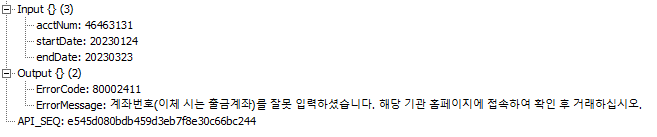 Input {} (3)
acctNum: 46463131
startDate: 20230124
endDate: 20230323
Output {} (2)
ErrorCode: 80002411
ErrorMessage: 계좌번호(이체 시는 출금계좌)를 잘못 입력하셨습니다. 해당 기관 홈페이지에 접속하여 확인 후 거래하십시오.
API_SEQ: e545d080bdb459d3eb7f8e30c66bc244